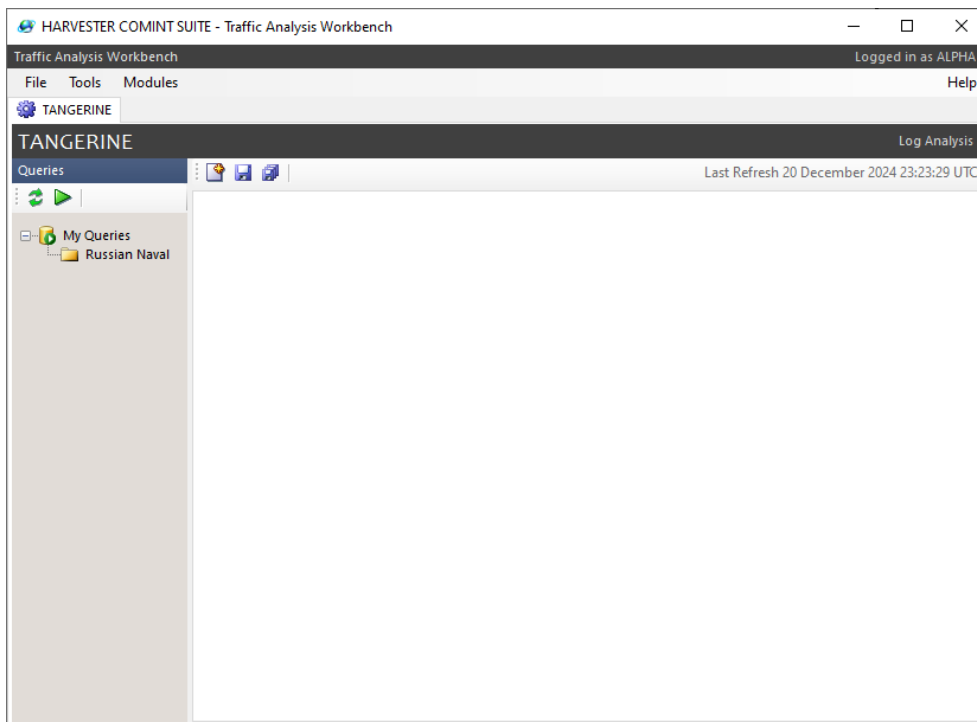 HARVESTER COMINT SUITE - Traffic Analysis Workbench
Traffic Analysis Workbench Logged in as ALPHA
File Tools Modules Help
TANGERINE
TANGERINE Log Analysis
Queries Last Refresh 20 December 2024 23:23:29 UTC
My Queries
Russian Naval